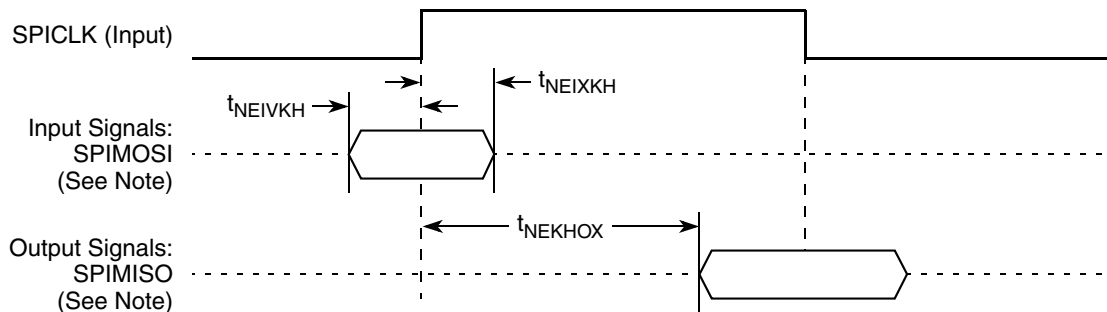 SPICLK (Input)
tNEIXKH
tNEIVKH
Input Signals:
SPIMOSI
(See Note)
tNEKHOX
Output Signals:
SPIMISO
(See Note)